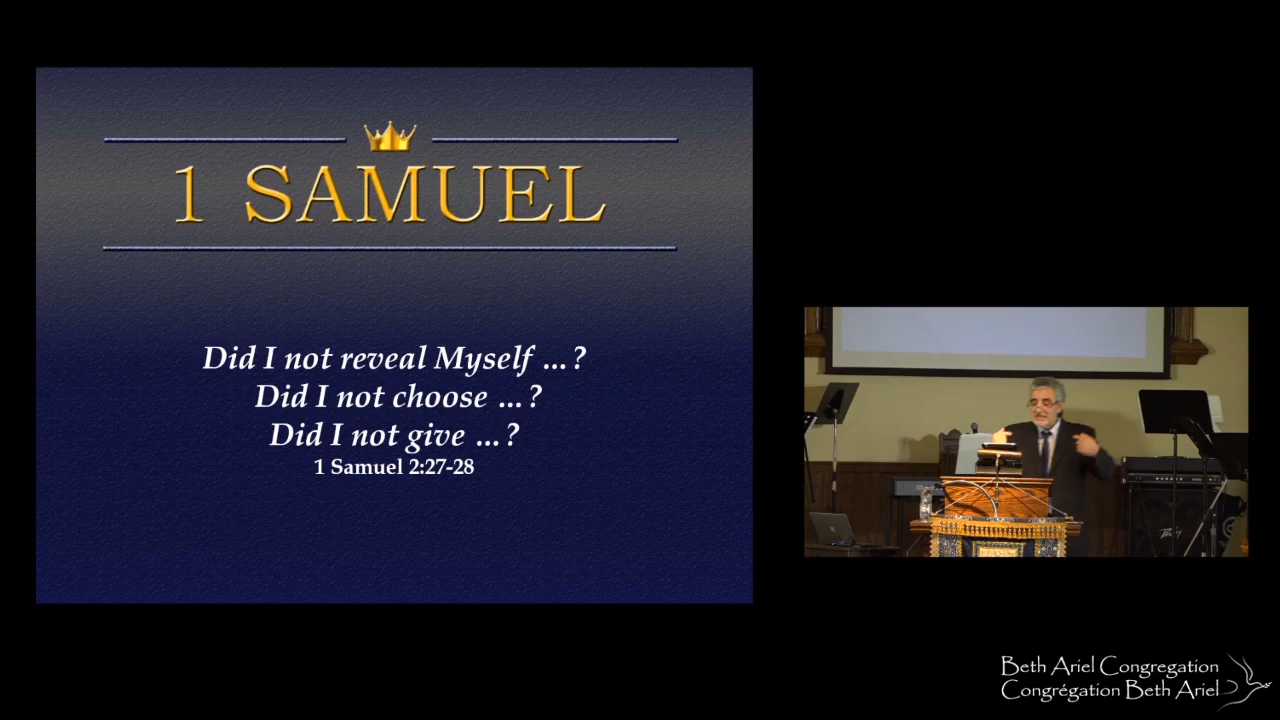 1 SAMUEL
Did I not reveal Myself ...?
Did I not choose ...?
Did I not give ...?
1 Samuel 2:27-28
Peavey
Beth Ariel Congregation
Congrégation Beth Ariel